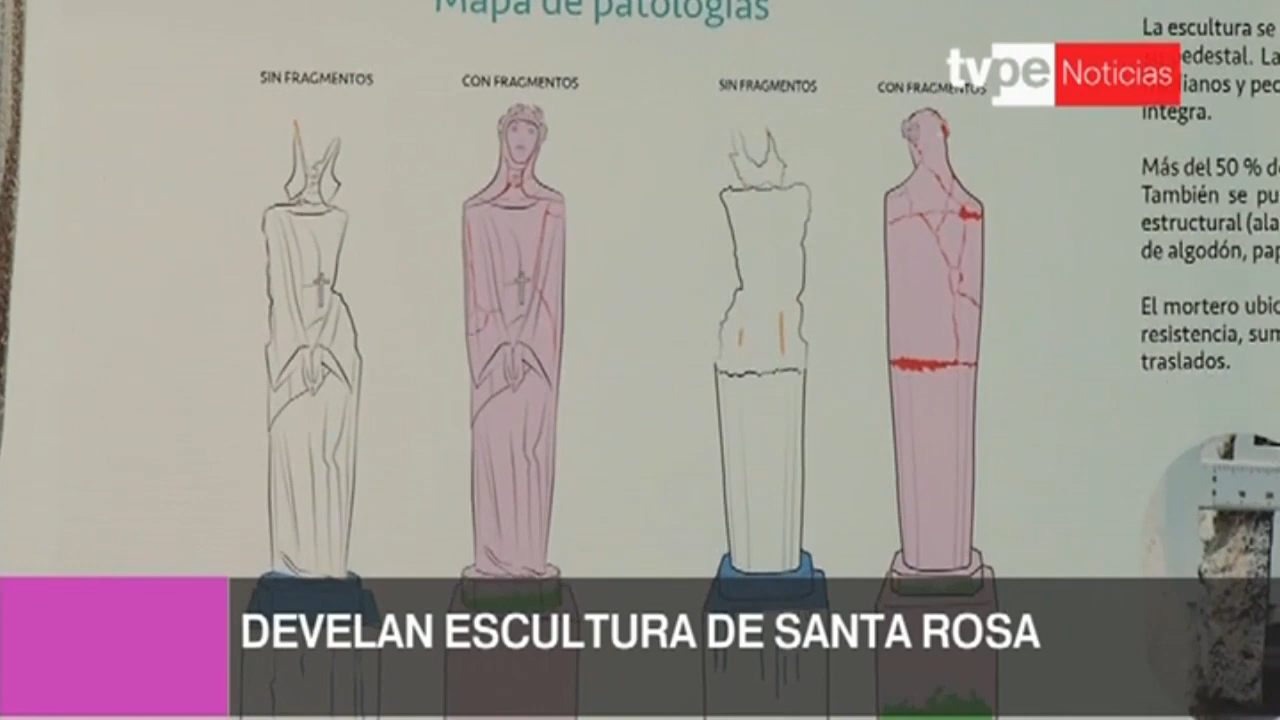 Mapa de patologías
SIN FRAGMENTOS
CON FRAGMENTOS
SIN FRAGMENTOS
CON FRAGMENTOS
tvpe Noticias
La escultura se
pedestal. La
y
íntegra.
Más del 50 % d
También se pu
estructural (ala
de algodón, pap
El mortero ubic
resistencia, sum
traslados.
DEVELAN ESCULTURA DE SANTA ROSA